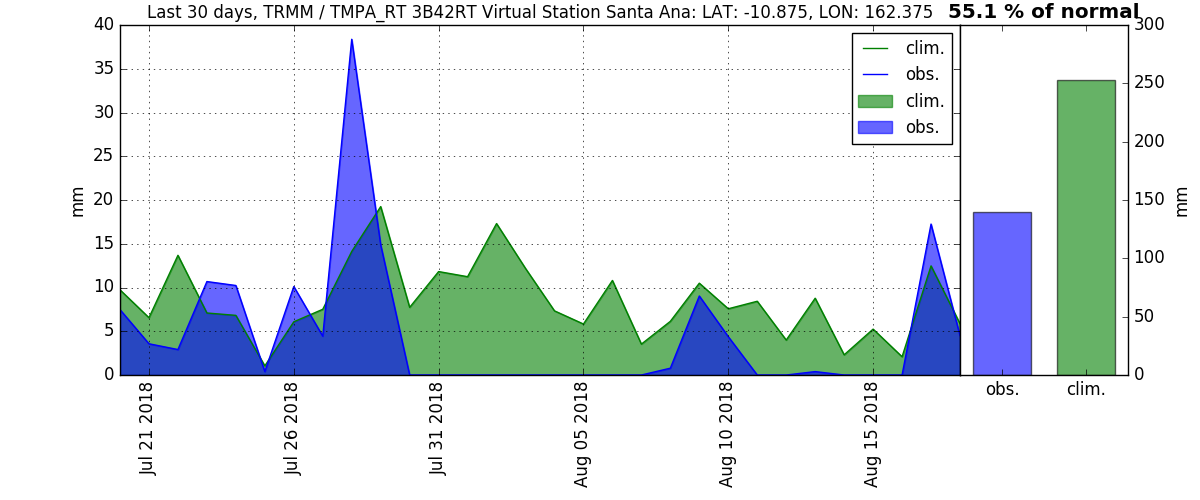 Last 30 days, TRMM / TMPA_RT 3B42RT Virtual Station Santa Ana: LAT: -10.875, LON: 162.375
55.1 % of normal
40
35
30
25
20
15
10
5
0
mm
clim.
obs.
clim.
obs.
300
250
200
150
100
50
0
mm
Jul 21 2018
Jul 26 2018
Jul 31 2018
Aug 05 2018
Aug 10 2018
Aug 15 2018
obs.
clim.